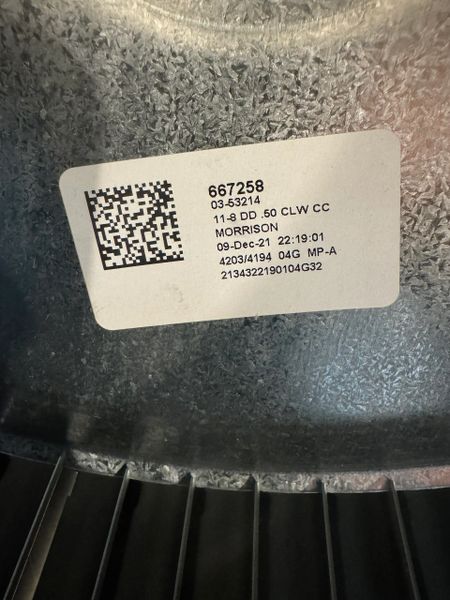 667258
03-53214
11-8 DD .50 CLW CC
MORRISON
09-Dec-21 22:19:01
4203/4194 04G MP-A
2134322190104G32